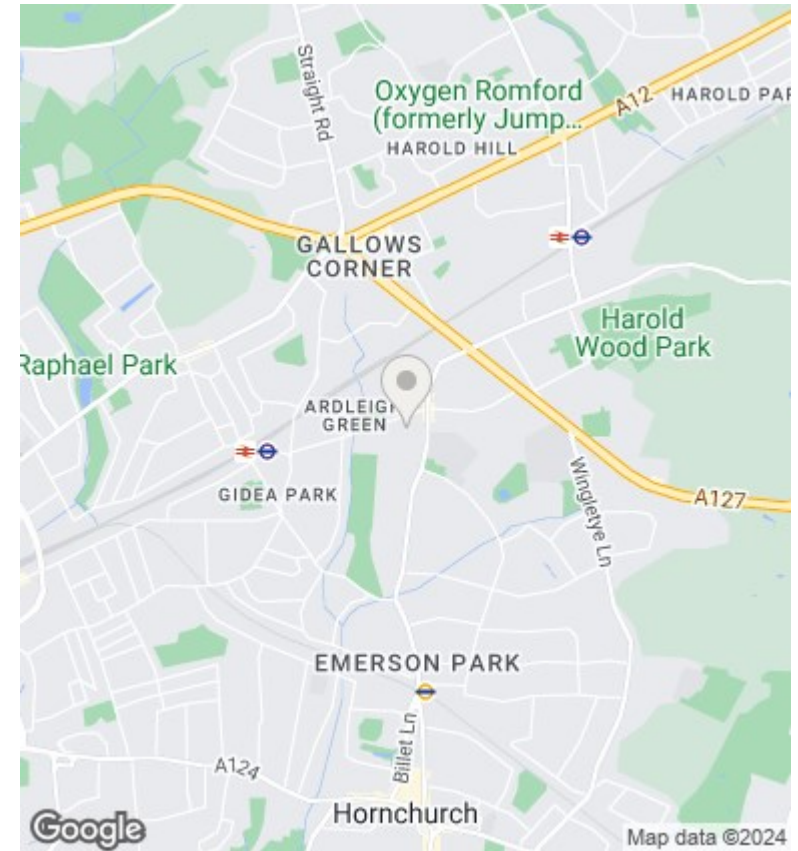 Straight Rd
Oxygen Romford
(formerly Jump...
A12
HAROLD PAR
HAROLD HILL
GALLOWS
CORNER
Harold
Wood Park
Raphael Park
ARDLEIGH
GREEN
GIDEA PARK
Wingletye Ln
A127
EMERSON PARK
Billet Ln
A124
Hornchurch
Google
Map data ©2024